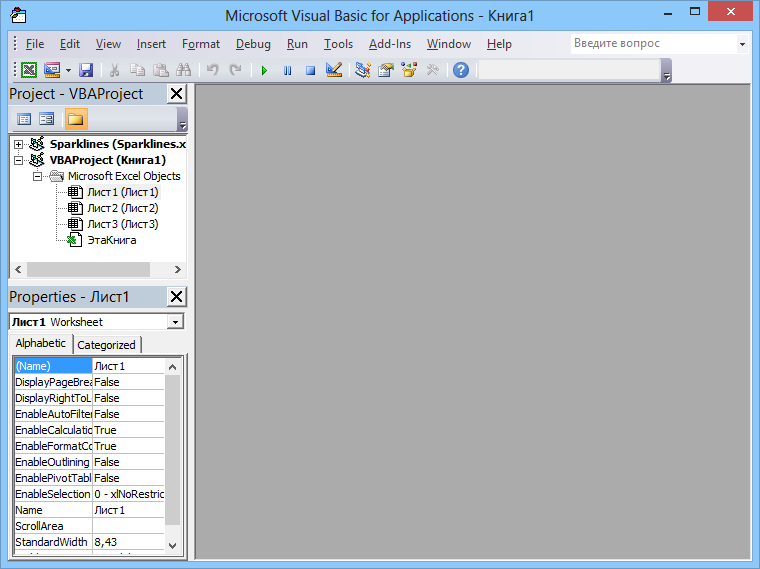 Microsoft Visual Basic for Applications - Книга1
File Edit View Insert Format Debug Run Tools Add-Ins Window Help Введите вопрос
Project - VBAProject
Sparklines (Sparklines.x
VBAProject (Книга1)
Microsoft Excel Objects
Лист1 (Лист1)
Лист2 (Лист2)
Лист3 (Лист3)
ЭтаКнига
Properties - Лист1
Лист1 Worksheet
Alphabetic Categorized
(Name) Лист1
DisplayPageBrea False
DisplayRightToL False
EnableAutoFilter False
EnableCalculatio True
EnableFormatCo True
EnableOutlining False
EnablePivotTabl False
EnableSelection 0 - xlNoRestric
Name Лист1
ScrollArea
StandardWidth 8,43